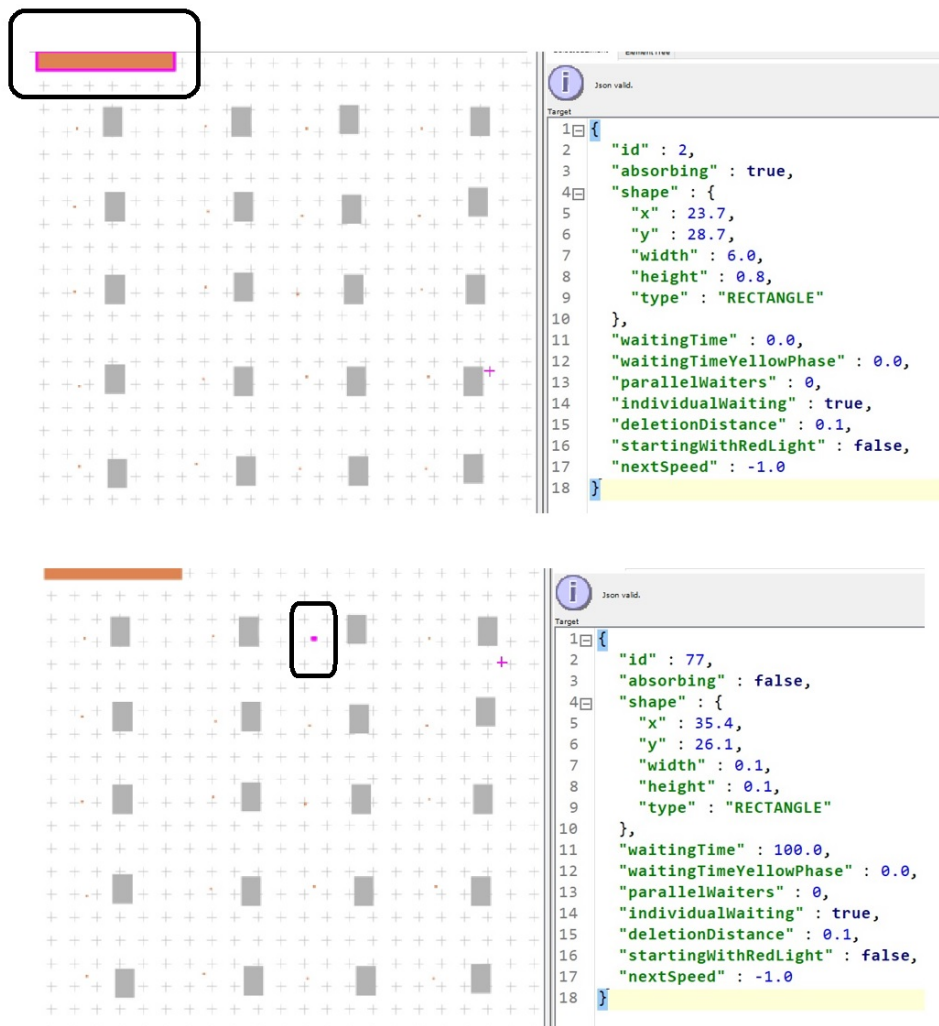 ElementTree
Json valid.
Target
1 {
2 "id" : 2,
3 "absorbing" : true,
4 "shape" : {
5 "x" : 23.7,
6 "y" : 28.7,
7 "width" : 6.0,
8 "height" : 0.8,
9 "type" : "RECTANGLE"
10 },
11 "waitingTime" : 0.0,
12 "waitingTimeYellowPhase" : 0.0,
13 "parallelWaiters" : 0,
14 "individualWaiting" : true,
15 "deletionDistance" : 0.1,
16 "startingWithRedLight" : false,
17 "nextSpeed" : -1.0
18 }
Json valid.
Target
1 {
2 "id" : 77,
3 "absorbing" : false,
4 "shape" : {
5 "x" : 35.4,
6 "y" : 26.1,
7 "width" : 0.1,
8 "height" : 0.1,
9 "type" : "RECTANGLE"
10 },
11 "waitingTime" : 100.0,
12 "waitingTimeYellowPhase" : 0.0,
13 "parallelWaiters" : 0,
14 "individualWaiting" : true,
15 "deletionDistance" : 0.1,
16 "startingWithRedLight" : false,
17 "nextSpeed" : -1.0
18 }